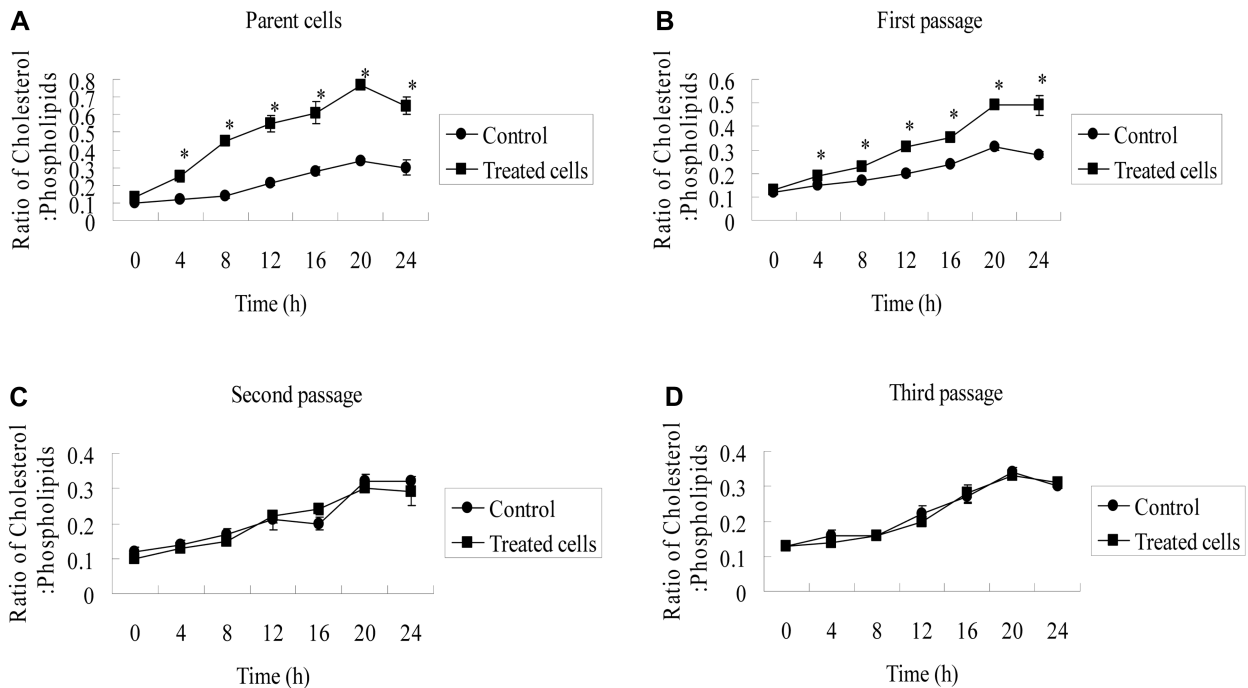 A
Parent cells
Ratio of Cholesterol
:Phospholipids
0.8
0.7
0.6
0.5
0.4
0.3
0.2
0.1
0
* * * * * *
0 4 8 12 16 20 24
Time (h)
Control
Treated cells
B
First passage
Ratio of Cholesterol
:Phospholipids
0.6
0.5
0.4
0.3
0.2
0.1
0
* * * * * *
0 4 8 12 16 20 24
Time (h)
Control
Treated cells
C
Second passage
Ratio of Cholesterol
:Phospholipids
0.4
0.3
0.2
0.1
0
0 4 8 12 16 20 24
Time (h)
Control
Treated cells
D
Third passage
Ratio of Cholesterol
:Phospholipids
0.4
0.3
0.2
0.1
0
0 4 8 12 16 20 24
Time (h)
Control
Treated cells